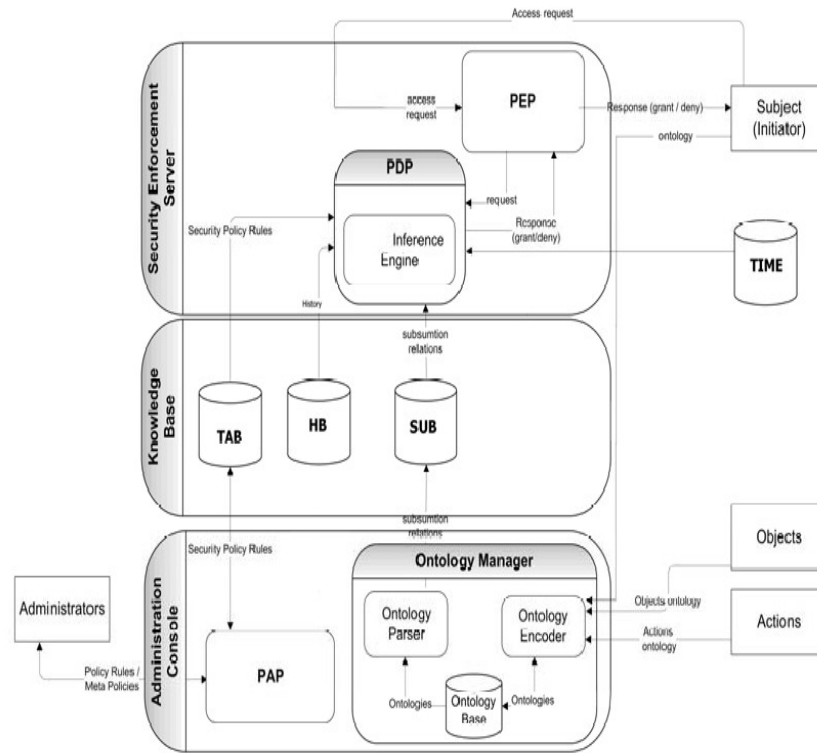 Access request
Security Enforcement
Server
PEP
access
request
Response (grant / deny)
Subject
(Initiator)
ontology
PDP
request
Security Policy Rules
Response
(grant/deny)
Inference
Engine
TIME
History
subsumtion
relations
Knowledge
Base
TAB
HB
SUB
subsumtion
relations
Administration
Console
Security Policy Rules
Ontology Manager
Objects
Administrators
Ontology
Parser
Ontology
Encoder
Objects ontology
Actions
ontology
Actions
PAP
Policy Rules /
Meta Policies
Ontologies
Ontology
Base
Ontologies